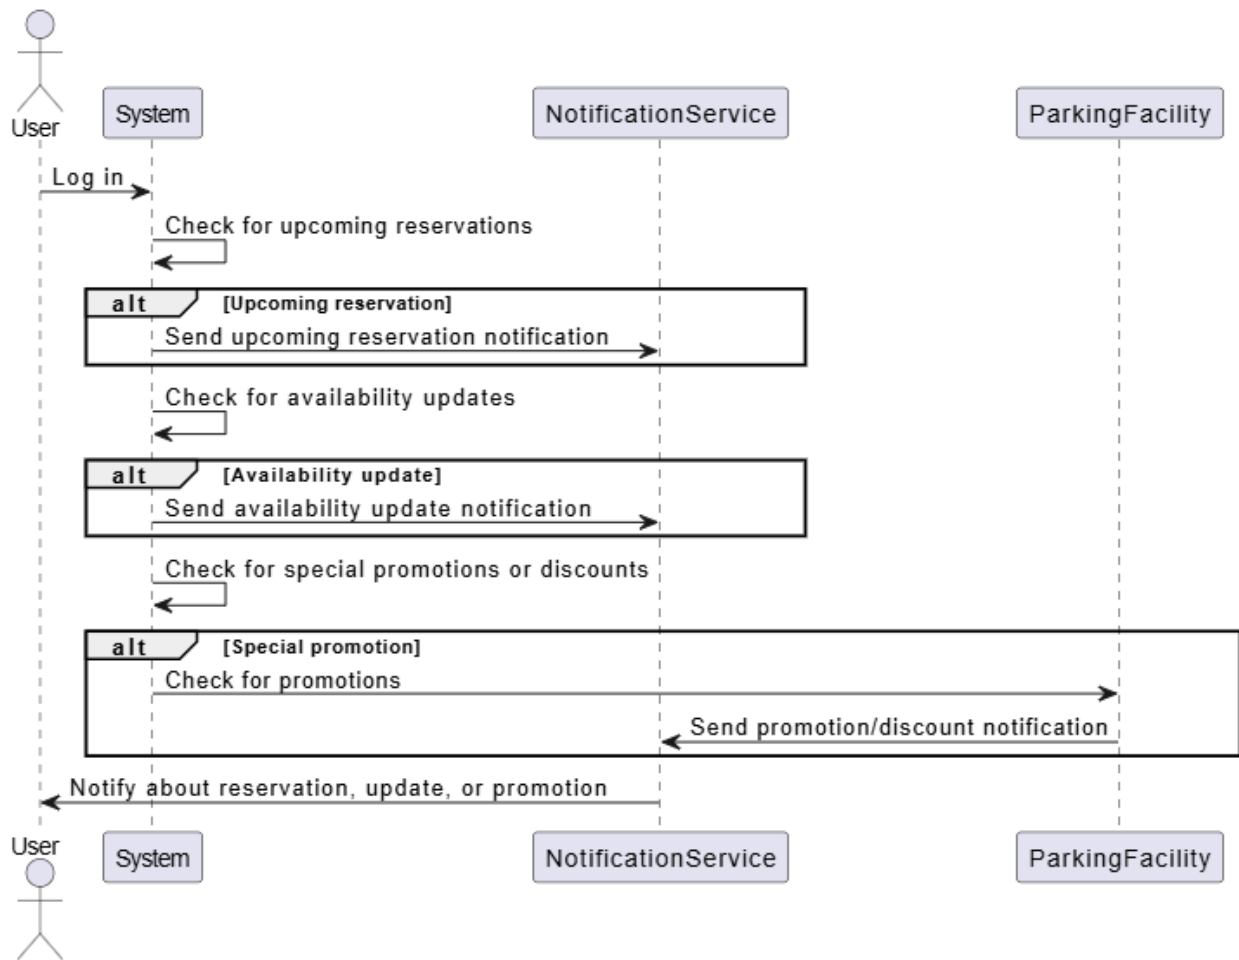 User
System
NotificationService
ParkingFacility
Log in
Check for upcoming reservations
alt [Upcoming reservation]
Send upcoming reservation notification
Check for availability updates
alt [Availability update]
Send availability update notification
Check for special promotions or discounts
alt [Special promotion]
Check for promotions
Send promotion/discount notification
Notify about reservation, update, or promotion
User
System
NotificationService
ParkingFacility